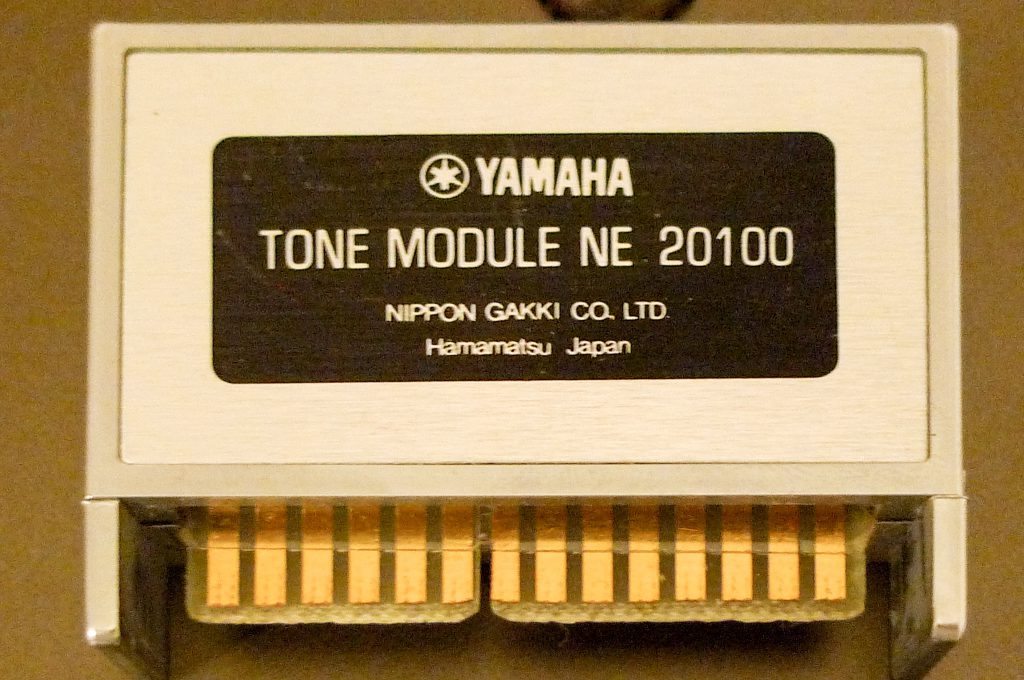 YAMAHA
TONE MODULE NE 20100
NIPPON GAKKI CO. LTD
Hamamatsu Japan